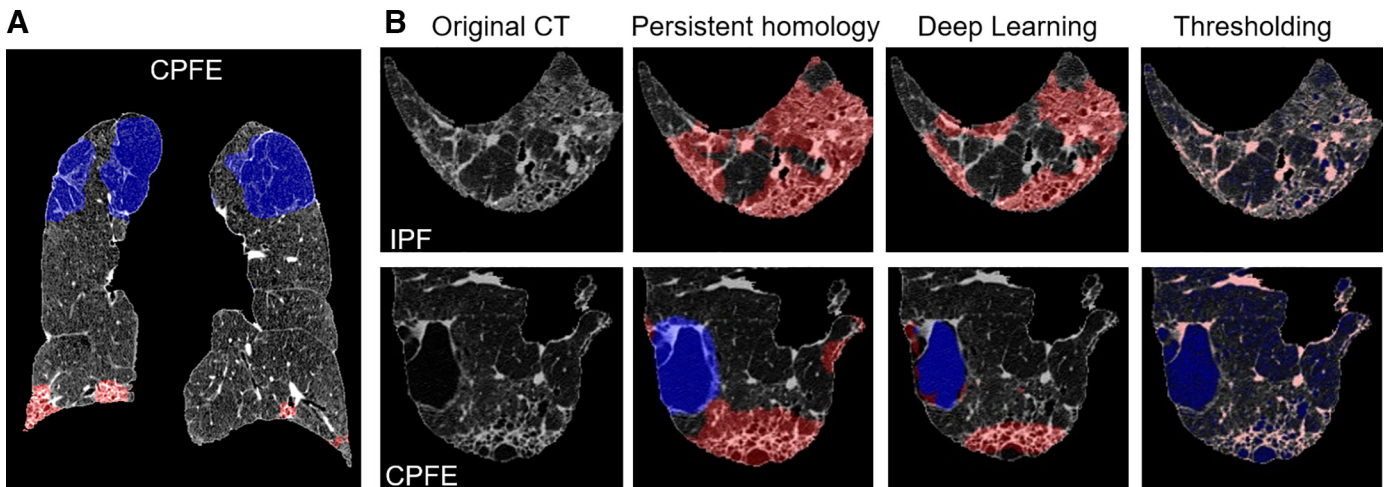 A
CPFE
B
Original CT
Persistent homology
Deep Learning
Thresholding
IPF
CPFE